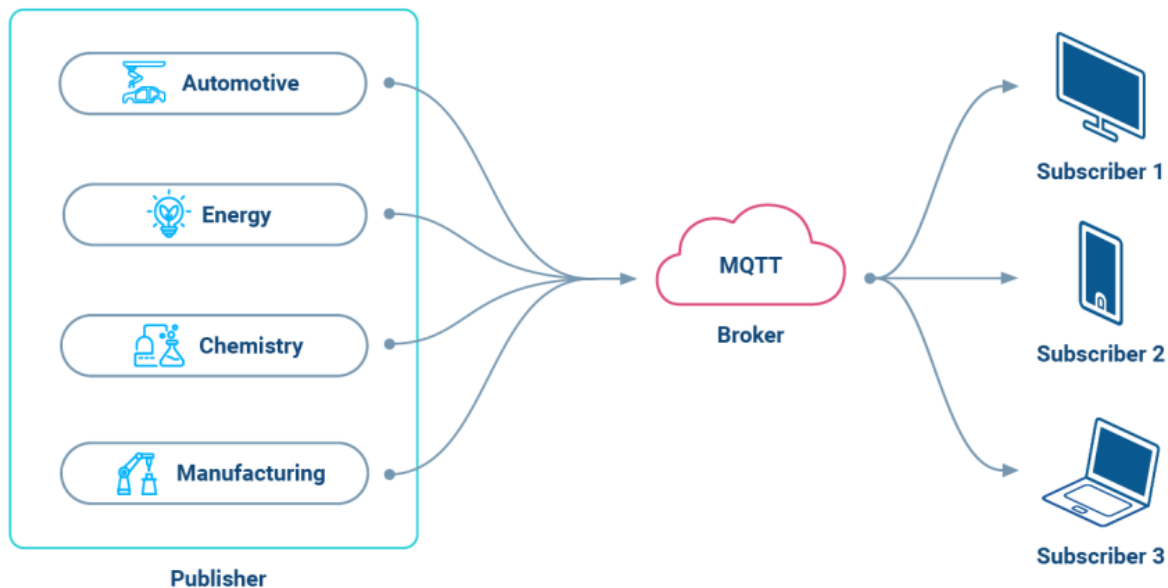 Automotive
Energy
Chemistry
Manufacturing
Publisher
MQTT
Broker
Subscriber 1
Subscriber 2
Subscriber 3